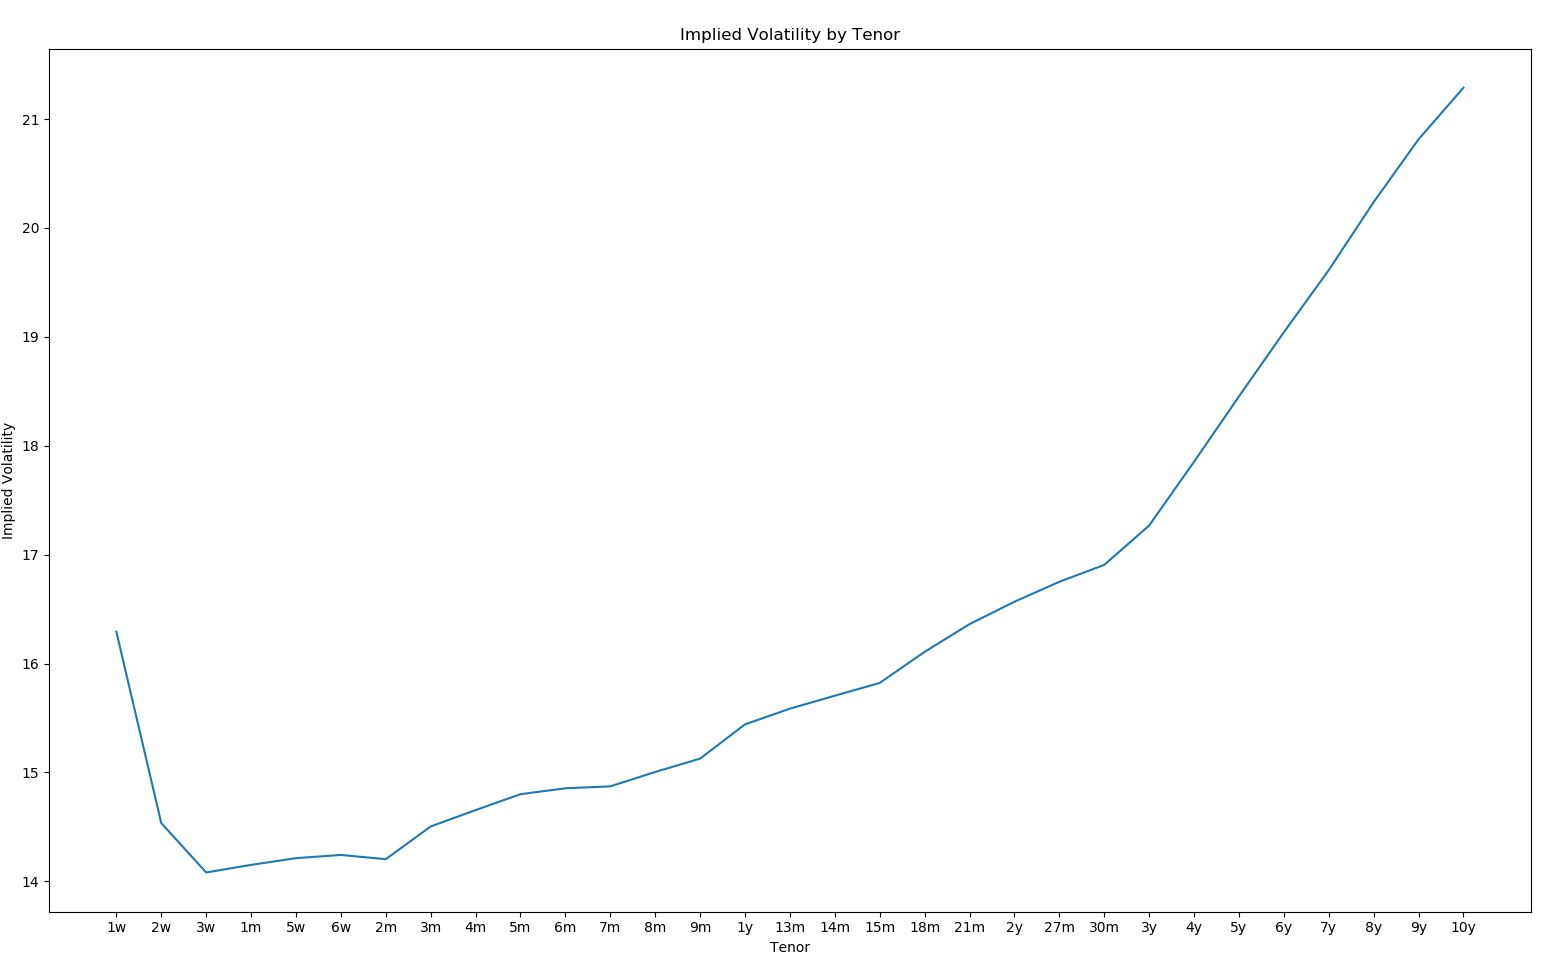 Implied Volatility by Tenor
Implied Volatility
21
20
19
18
17
16
15
14
1w 2w 3w 1m 5w 6w 2m 3m 4m 5m 6m 7m 8m 9m 1y 13m 14m 15m 18m 21m 2y 27m 30m 3y 4y 5y 6y 7y 8y 9y 10y
Tenor